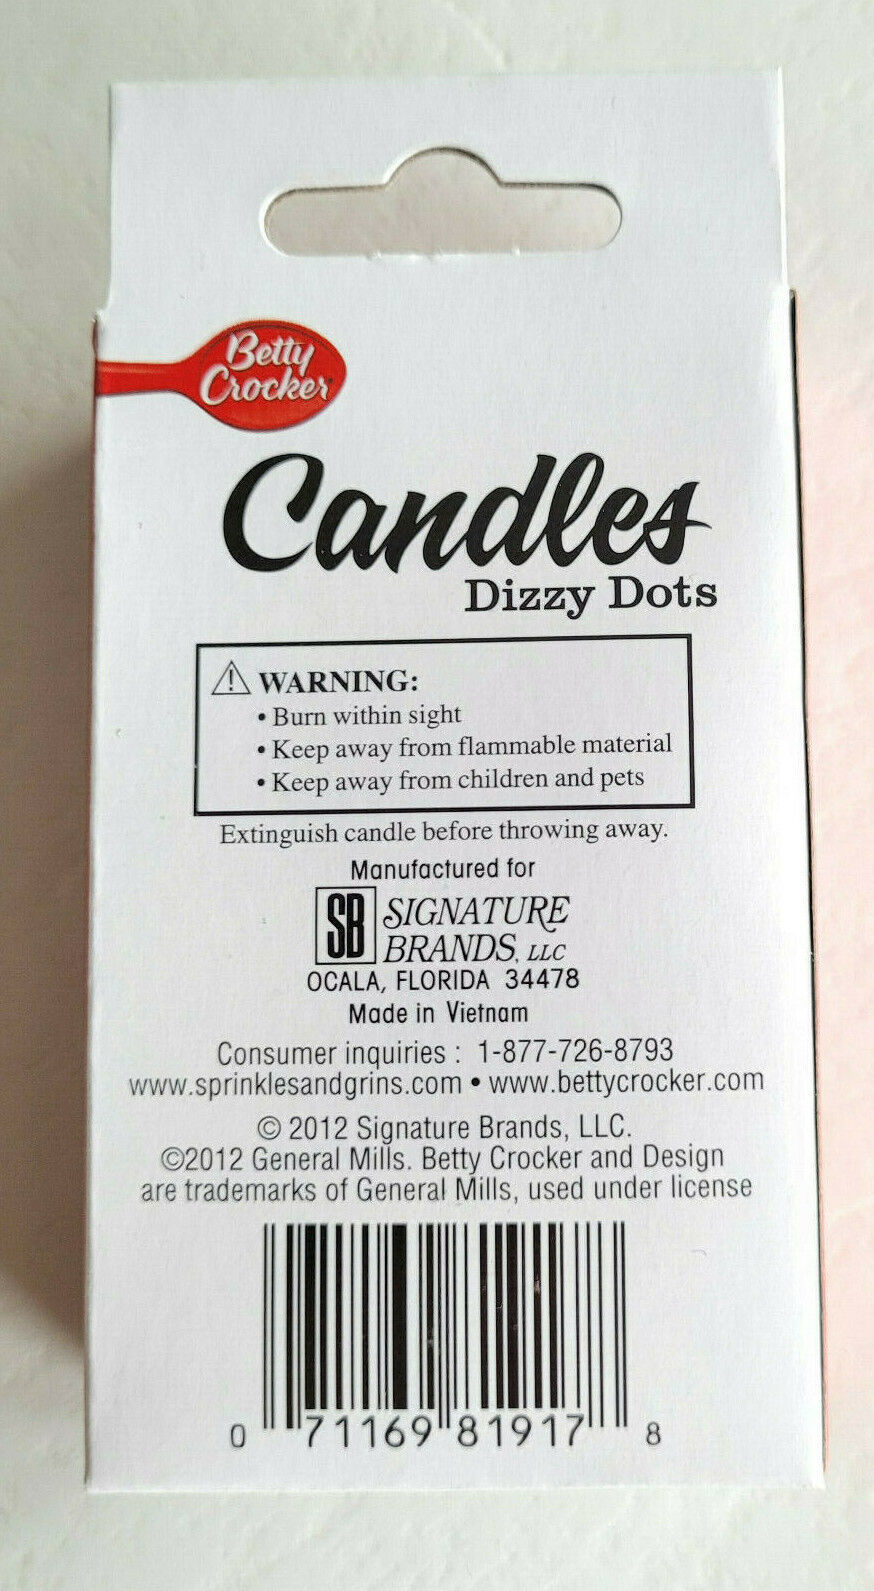 Betty
Crocker
Candles
Dizzy Dots
WARNING:
• Burn within sight
• Keep away from flammable material
• Keep away from children and pets
Extinguish candle before throwing away.
Manufactured for
SB SIGNATURE
BRANDS, LLC
OCALA, FLORIDA 34478
Made in Vietnam
Consumer inquiries : 1-877-726-8793
www.sprinklesandgrins.com • www.bettycrocker.com
© 2012 Signature Brands, LLC.
©2012 General Mills. Betty Crocker and Design
are trademarks of General Mills, used under license
0 71169 81917 8